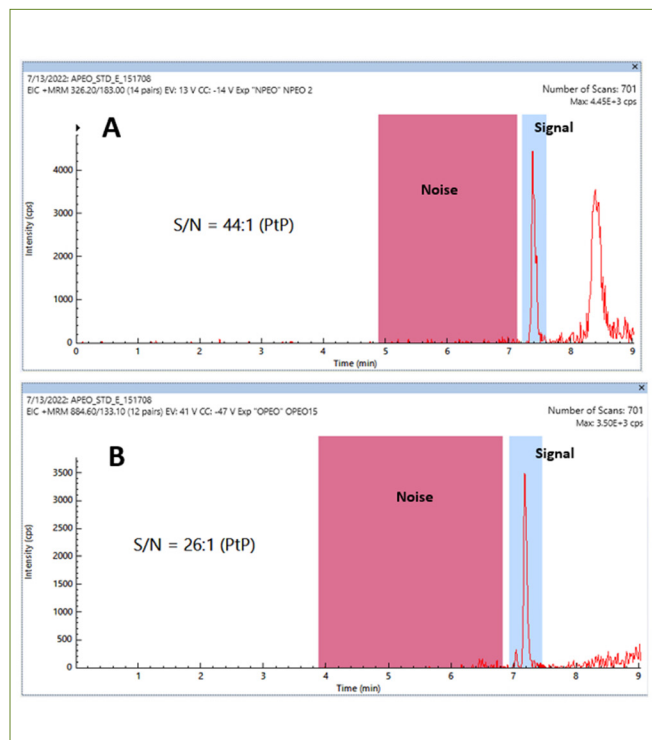 7/13/2022: APEO_STD_E_151708
EIC +MRM 326.20/183.00 (14 pairs) EV: 13 V CC: -14 V Exp "NPEO" NPEO 2
Number of Scans: 701
Max: 4.45E+3 cps
A
Signal
Noise
S/N = 44:1 (PtP)
Intensity (cps)
4000
3000
2000
1000
0
0 1 2 3 4 5 6 7 8 9
Time (min)
7/13/2022: APEO_STD_E_151708
EIC +MRM 884.60/133.10 (12 pairs) EV: 41 V CC: -47 V Exp "OPEO" OPEO15
Number of Scans: 701
Max: 3.50E+3 cps
B
Signal
Noise
S/N = 26:1 (PtP)
Intensity (cps)
3500
3000
2500
2000
1500
1000
500
0
0 1 2 3 4 5 6 7 8 9
Time (min)